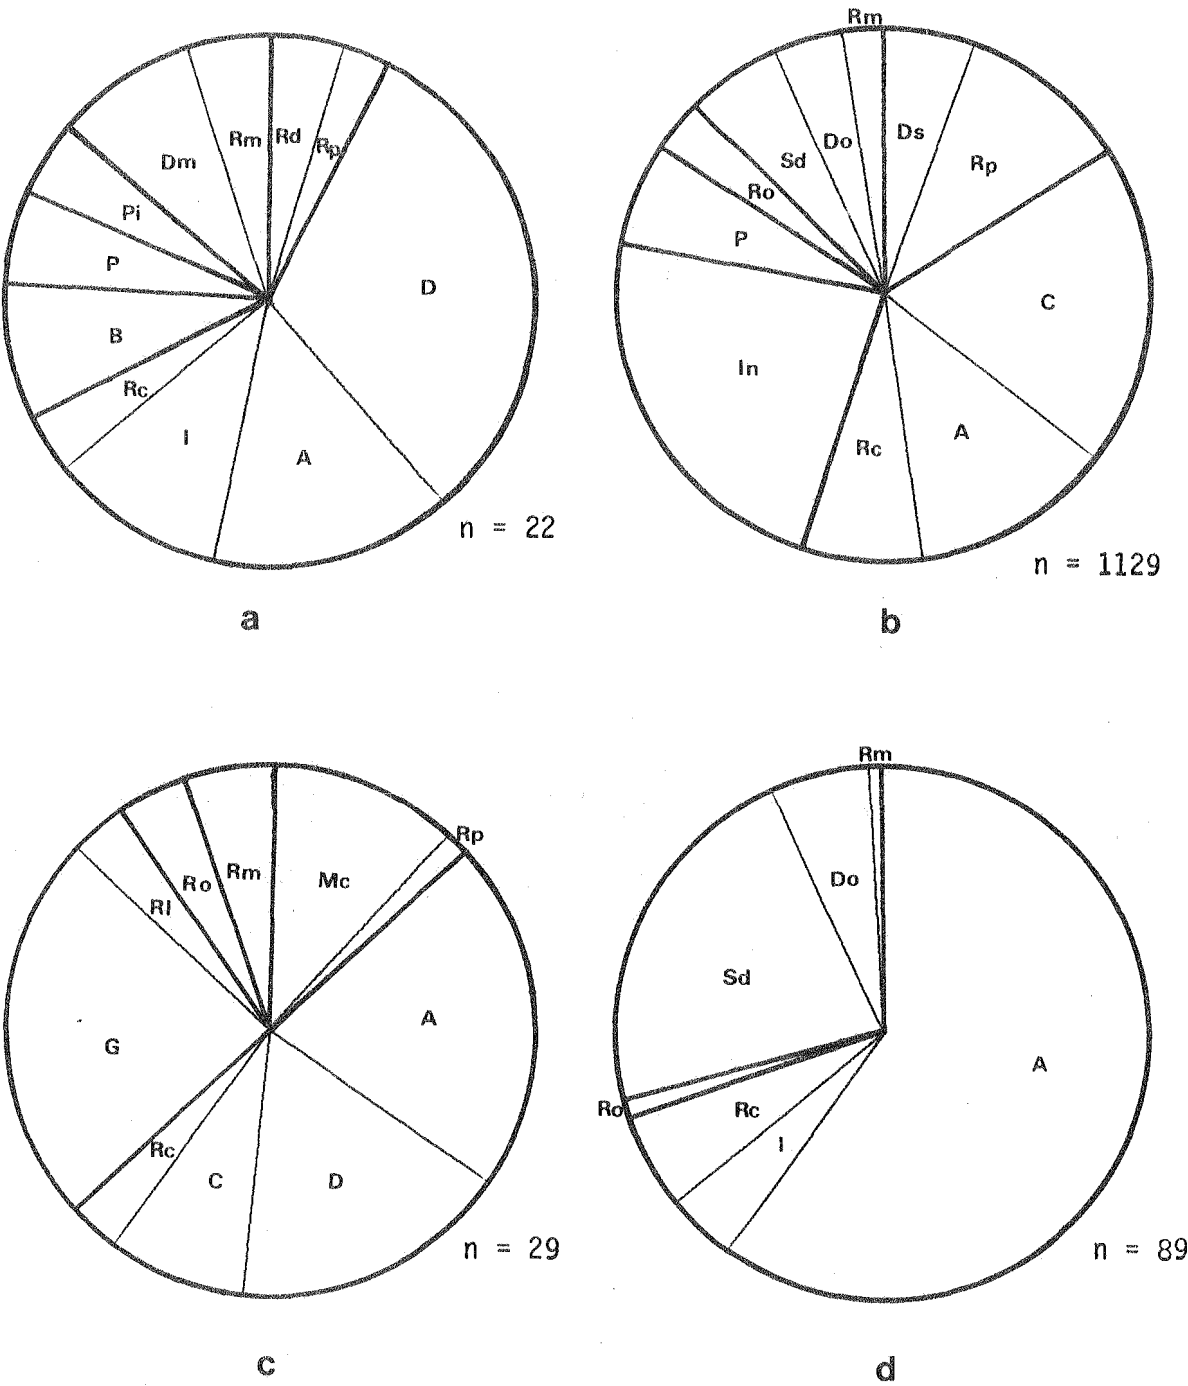 Rm
Rd
Rp
Dm
Pi
P
B
Rc
I
A
D
n = 22
a
Rm
Ds
Rp
Do
Sd
Ro
P
C
In
Rc
A
n = 1129
b
Rp
Mc
Rm
Ro
Rl
A
G
Rc
C
D
n = 29
c
Rm
Do
Sd
A
Ro
Rc
I
n = 89
d